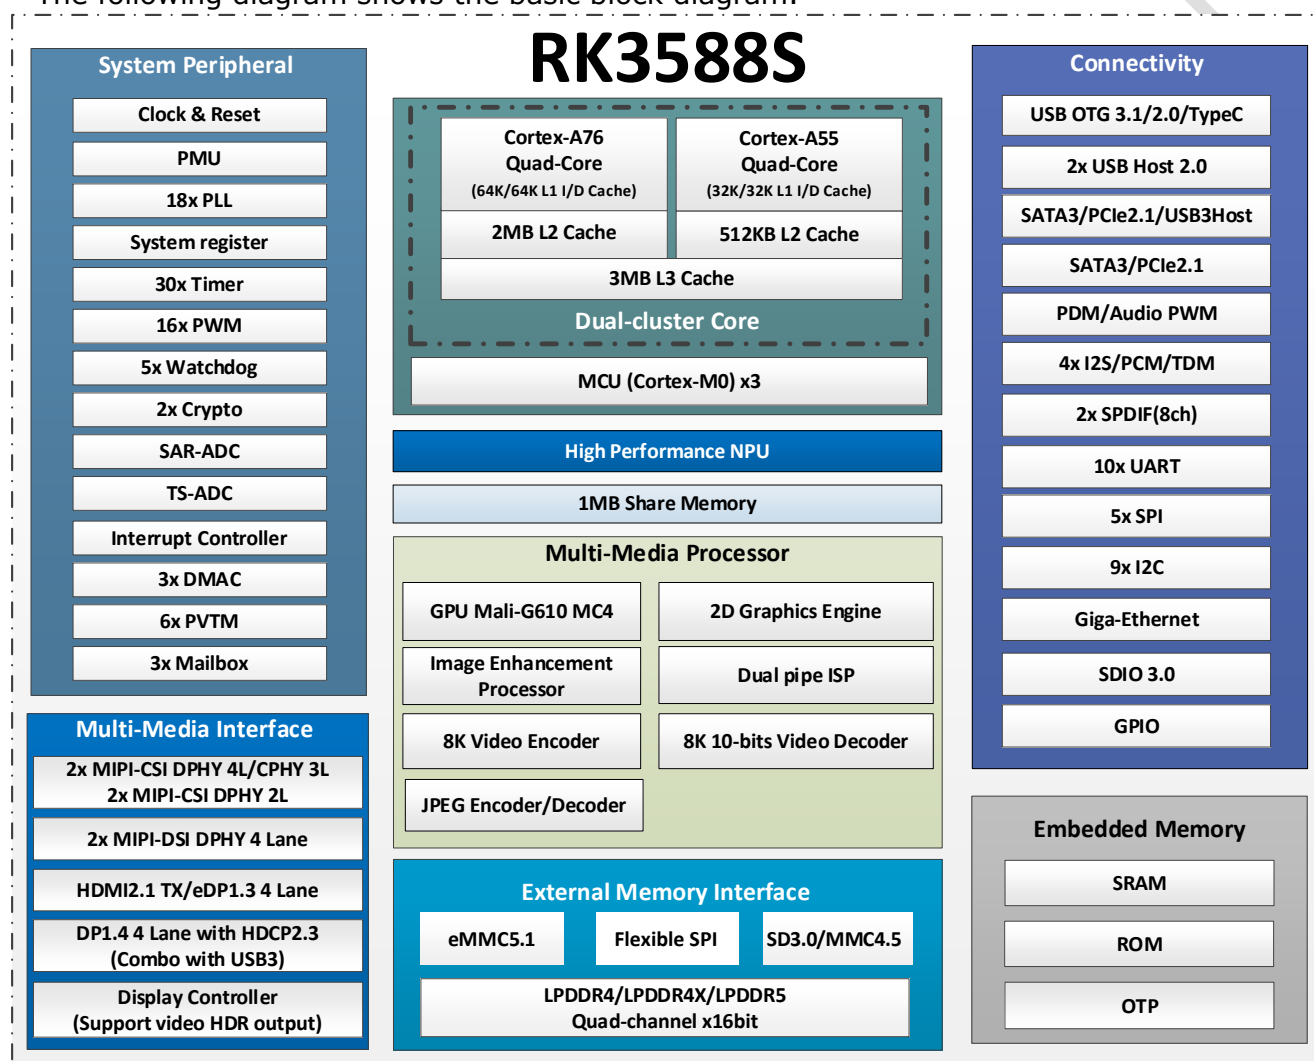 The following diagram shows the basic block diagram.
RK3588S
System Peripheral
Clock & Reset
PMU
18x PLL
System register
30x Timer
16x PWM
5x Watchdog
2x Crypto
SAR-ADC
TS-ADC
Interrupt Controller
3x DMAC
6x PVTM
3x Mailbox
Multi-Media Interface
2x MIPI-CSI DPHY 4L/CPHY 3L
2x MIPI-CSI DPHY 2L
2x MIPI-DSI DPHY 4 Lane
HDMI2.1 TX/eDP1.3 4 Lane
DP1.4 4 Lane with HDCP2.3
(Combo with USB3)
Display Controller
(Support video HDR output)
Cortex-A76
Quad-Core
(64K/64K L1 I/D Cache)
2MB L2 Cache
Cortex-A55
Quad-Core
(32K/32K L1 I/D Cache)
512KB L2 Cache
3MB L3 Cache
Dual-cluster Core
MCU (Cortex-M0) x3
High Performance NPU
1MB Share Memory
Multi-Media Processor
GPU Mali-G610 MC4
2D Graphics Engine
Image Enhancement
Processor
Dual pipe ISP
8K Video Encoder
8K 10-bits Video Decoder
JPEG Encoder/Decoder
External Memory Interface
eMMC5.1
Flexible SPI
SD3.0/MMC4.5
LPDDR4/LPDDR4X/LPDDR5
Quad-channel x16bit
Connectivity
USB OTG 3.1/2.0/TypeC
2x USB Host 2.0
SATA3/PCIe2.1/USB3Host
SATA3/PCIe2.1
PDM/Audio PWM
4x I2S/PCM/TDM
2x SPDIF(8ch)
10x UART
5x SPI
9x I2C
Giga-Ethernet
SDIO 3.0
GPIO
Embedded Memory
SRAM
ROM
OTP